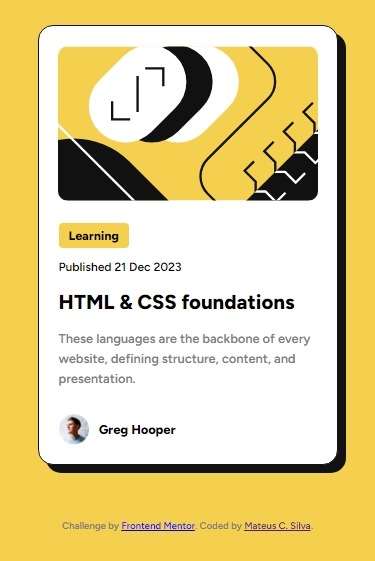 Learning
Published 21 Dec 2023
HTML & CSS foundations
These languages are the backbone of every
website, defining structure, content, and
presentation.
Greg Hooper
Challenge by Frontend Mentor. Coded by Mateus C. Silva.